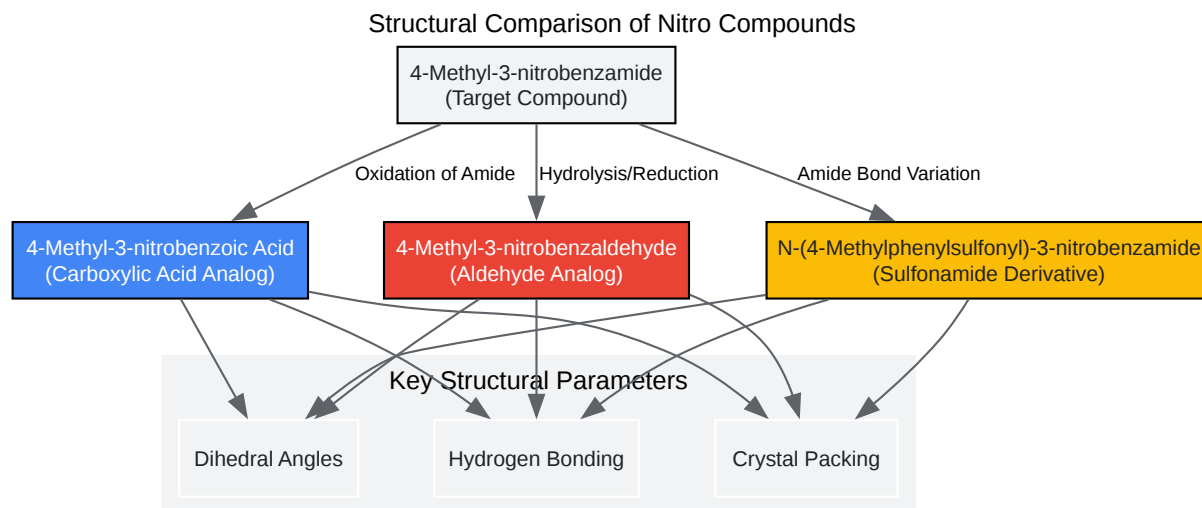 Structural Comparison of Nitro Compounds
4-Methyl-3-nitrobenzamide
(Target Compound)
Oxidation of Amide
Hydrolysis/Reduction
Amide Bond Variation
4-Methyl-3-nitrobenzoic Acid
(Carboxylic Acid Analog)
4-Methyl-3-nitrobenzaldehyde
(Aldehyde Analog)
N-(4-Methylphenylsulfonyl)-3-nitrobenzamide
(Sulfonamide Derivative)
Key Structural Parameters
Dihedral Angles
Hydrogen Bonding
Crystal Packing